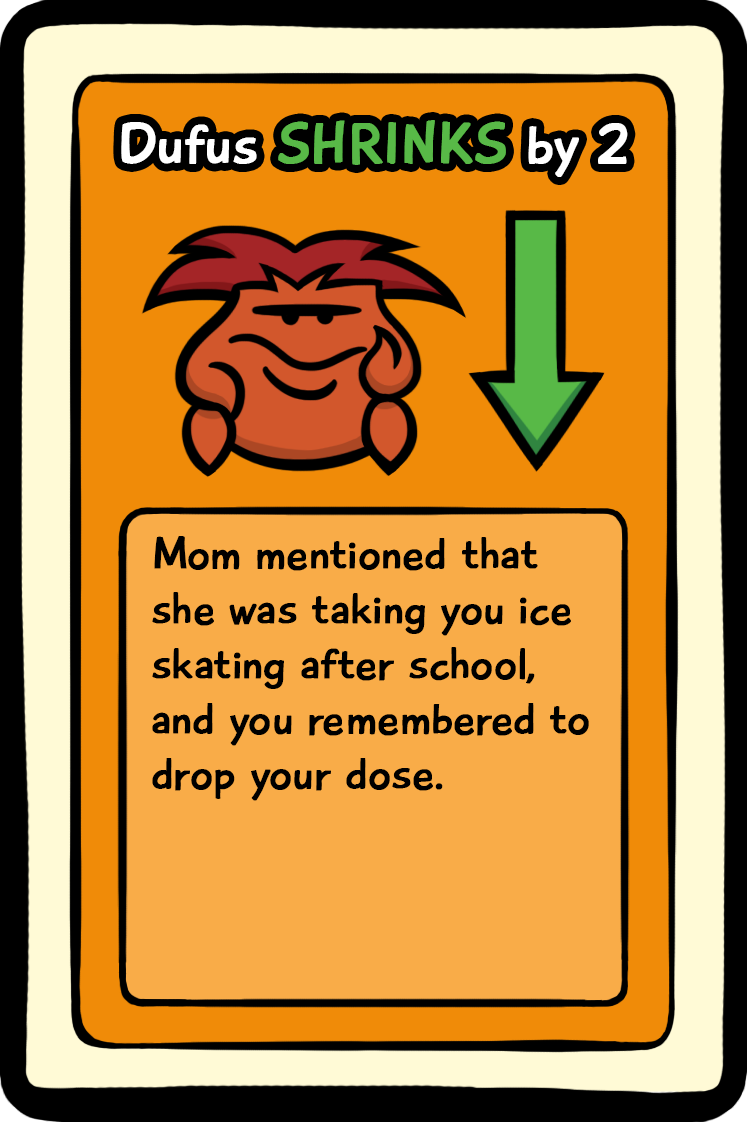 Dufus SHRINKS by 2
Mom mentioned that
she was taking you ice
skating after school,
and you remembered to
drop your dose.